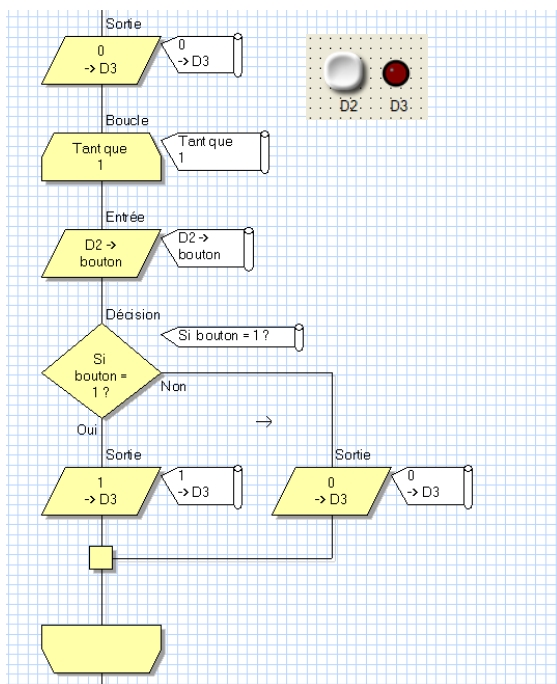 Sortie
0
-> D3
0
-> D3
D2
D3
Boucle
Tant que
1
Tant que
1
Entrée
D2 ->
bouton
D2 ->
bouton
Décision
Si bouton = 1 ?
Si
bouton =
1 ?
Non
→
Oui
Sortie
1
-> D3
1
-> D3
Sortie
0
-> D3
0
-> D3